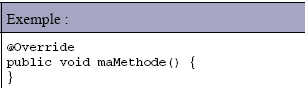 Exemple :
@Override
public void maMethode() {
}